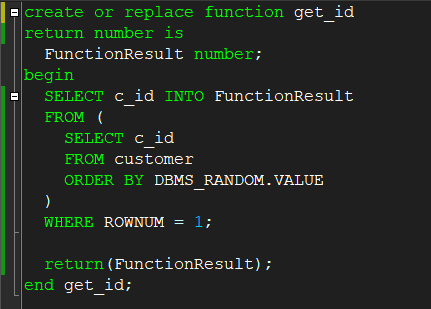 create or replace function get_id
return number is
FunctionResult number;
begin
SELECT c_id INTO FunctionResult
FROM (
SELECT c_id
FROM customer
ORDER BY DBMS_RANDOM.VALUE
)
WHERE ROWNUM = 1;
return(FunctionResult);
end get_id;